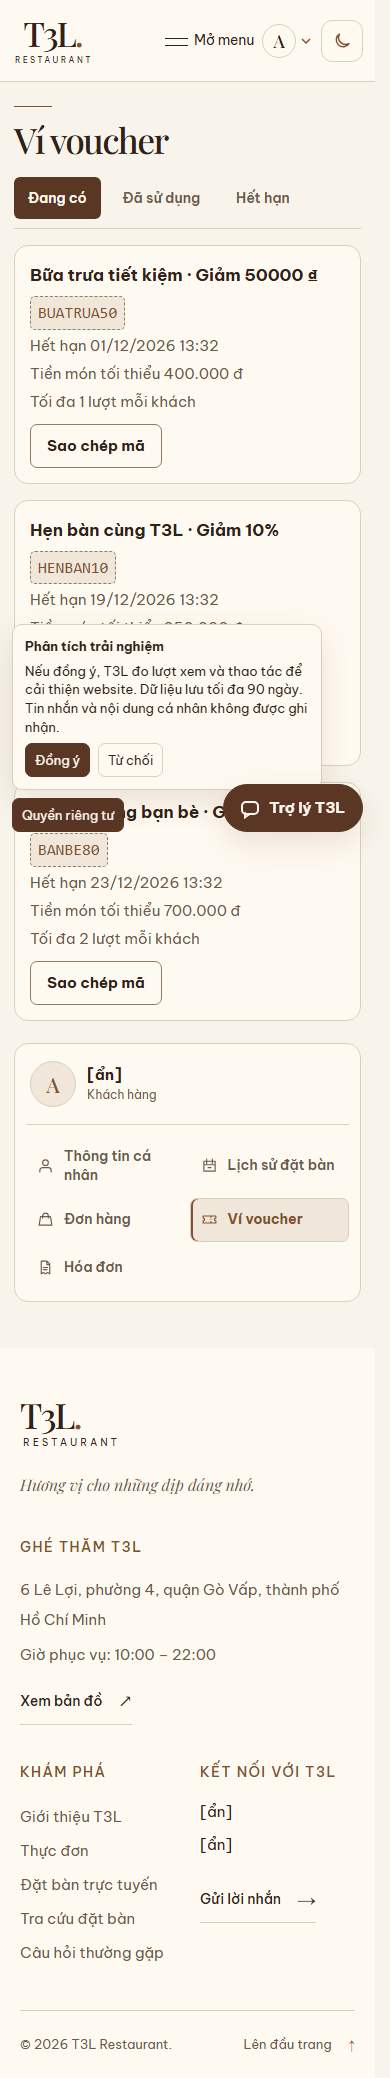 T3L.
RESTAURANT
Mở menu
A
Ví voucher
Đang có
Đã sử dụng
Hết hạn
Bữa trưa tiết kiệm · Giảm 50000 đ
BUATRUA50
Hết hạn 01/12/2026 13:32
Tiền món tối thiểu 400.000 đ
Tối đa 1 lượt mỗi khách
Sao chép mã
Hẹn bàn cùng T3L · Giảm 10%
HENBAN10
Hết hạn 19/12/2026 13:32
Phân tích trải nghiệm
Nếu đồng ý, T3L đo lượt xem và thao tác để
cải thiện website. Dữ liệu lưu tối đa 90 ngày.
Tin nhắn và nội dung cá nhân không được ghi
nhận.
Đồng ý
Từ chối
Quyền riêng tư
bạn bè ·
Trợ lý T3L
BANBE80
Hết hạn 23/12/2026 13:32
Tiền món tối thiểu 700.000 đ
Tối đa 2 lượt mỗi khách
Sao chép mã
A
[ẩn]
Khách hàng
Thông tin cá
nhân
Lịch sử đặt bàn
Đơn hàng
Ví voucher
Hóa đơn
T3L.
RESTAURANT
Hương vị cho những dịp đáng nhớ.
GHÉ THĂM T3L
6 Lê Lợi, phường 4, quận Gò Vấp, thành phố
Hồ Chí Minh
Giờ phục vụ: 10:00 – 22:00
Xem bản đồ ↗
KHÁM PHÁ
Giới thiệu T3L
Thực đơn
Đặt bàn trực tuyến
Tra cứu đặt bàn
Câu hỏi thường gặp
KẾT NỐI VỚI T3L
[ẩn]
[ẩn]
Gửi lời nhắn →
© 2026 T3L Restaurant.
Lên đầu trang ↑